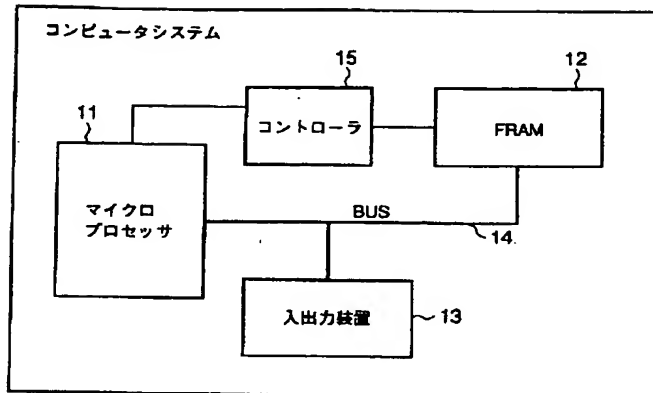 コンピュータシステム
15
12
11
コントローラ
FRAM
マイクロ
プロセッサ
BUS
14
入出力装置
13